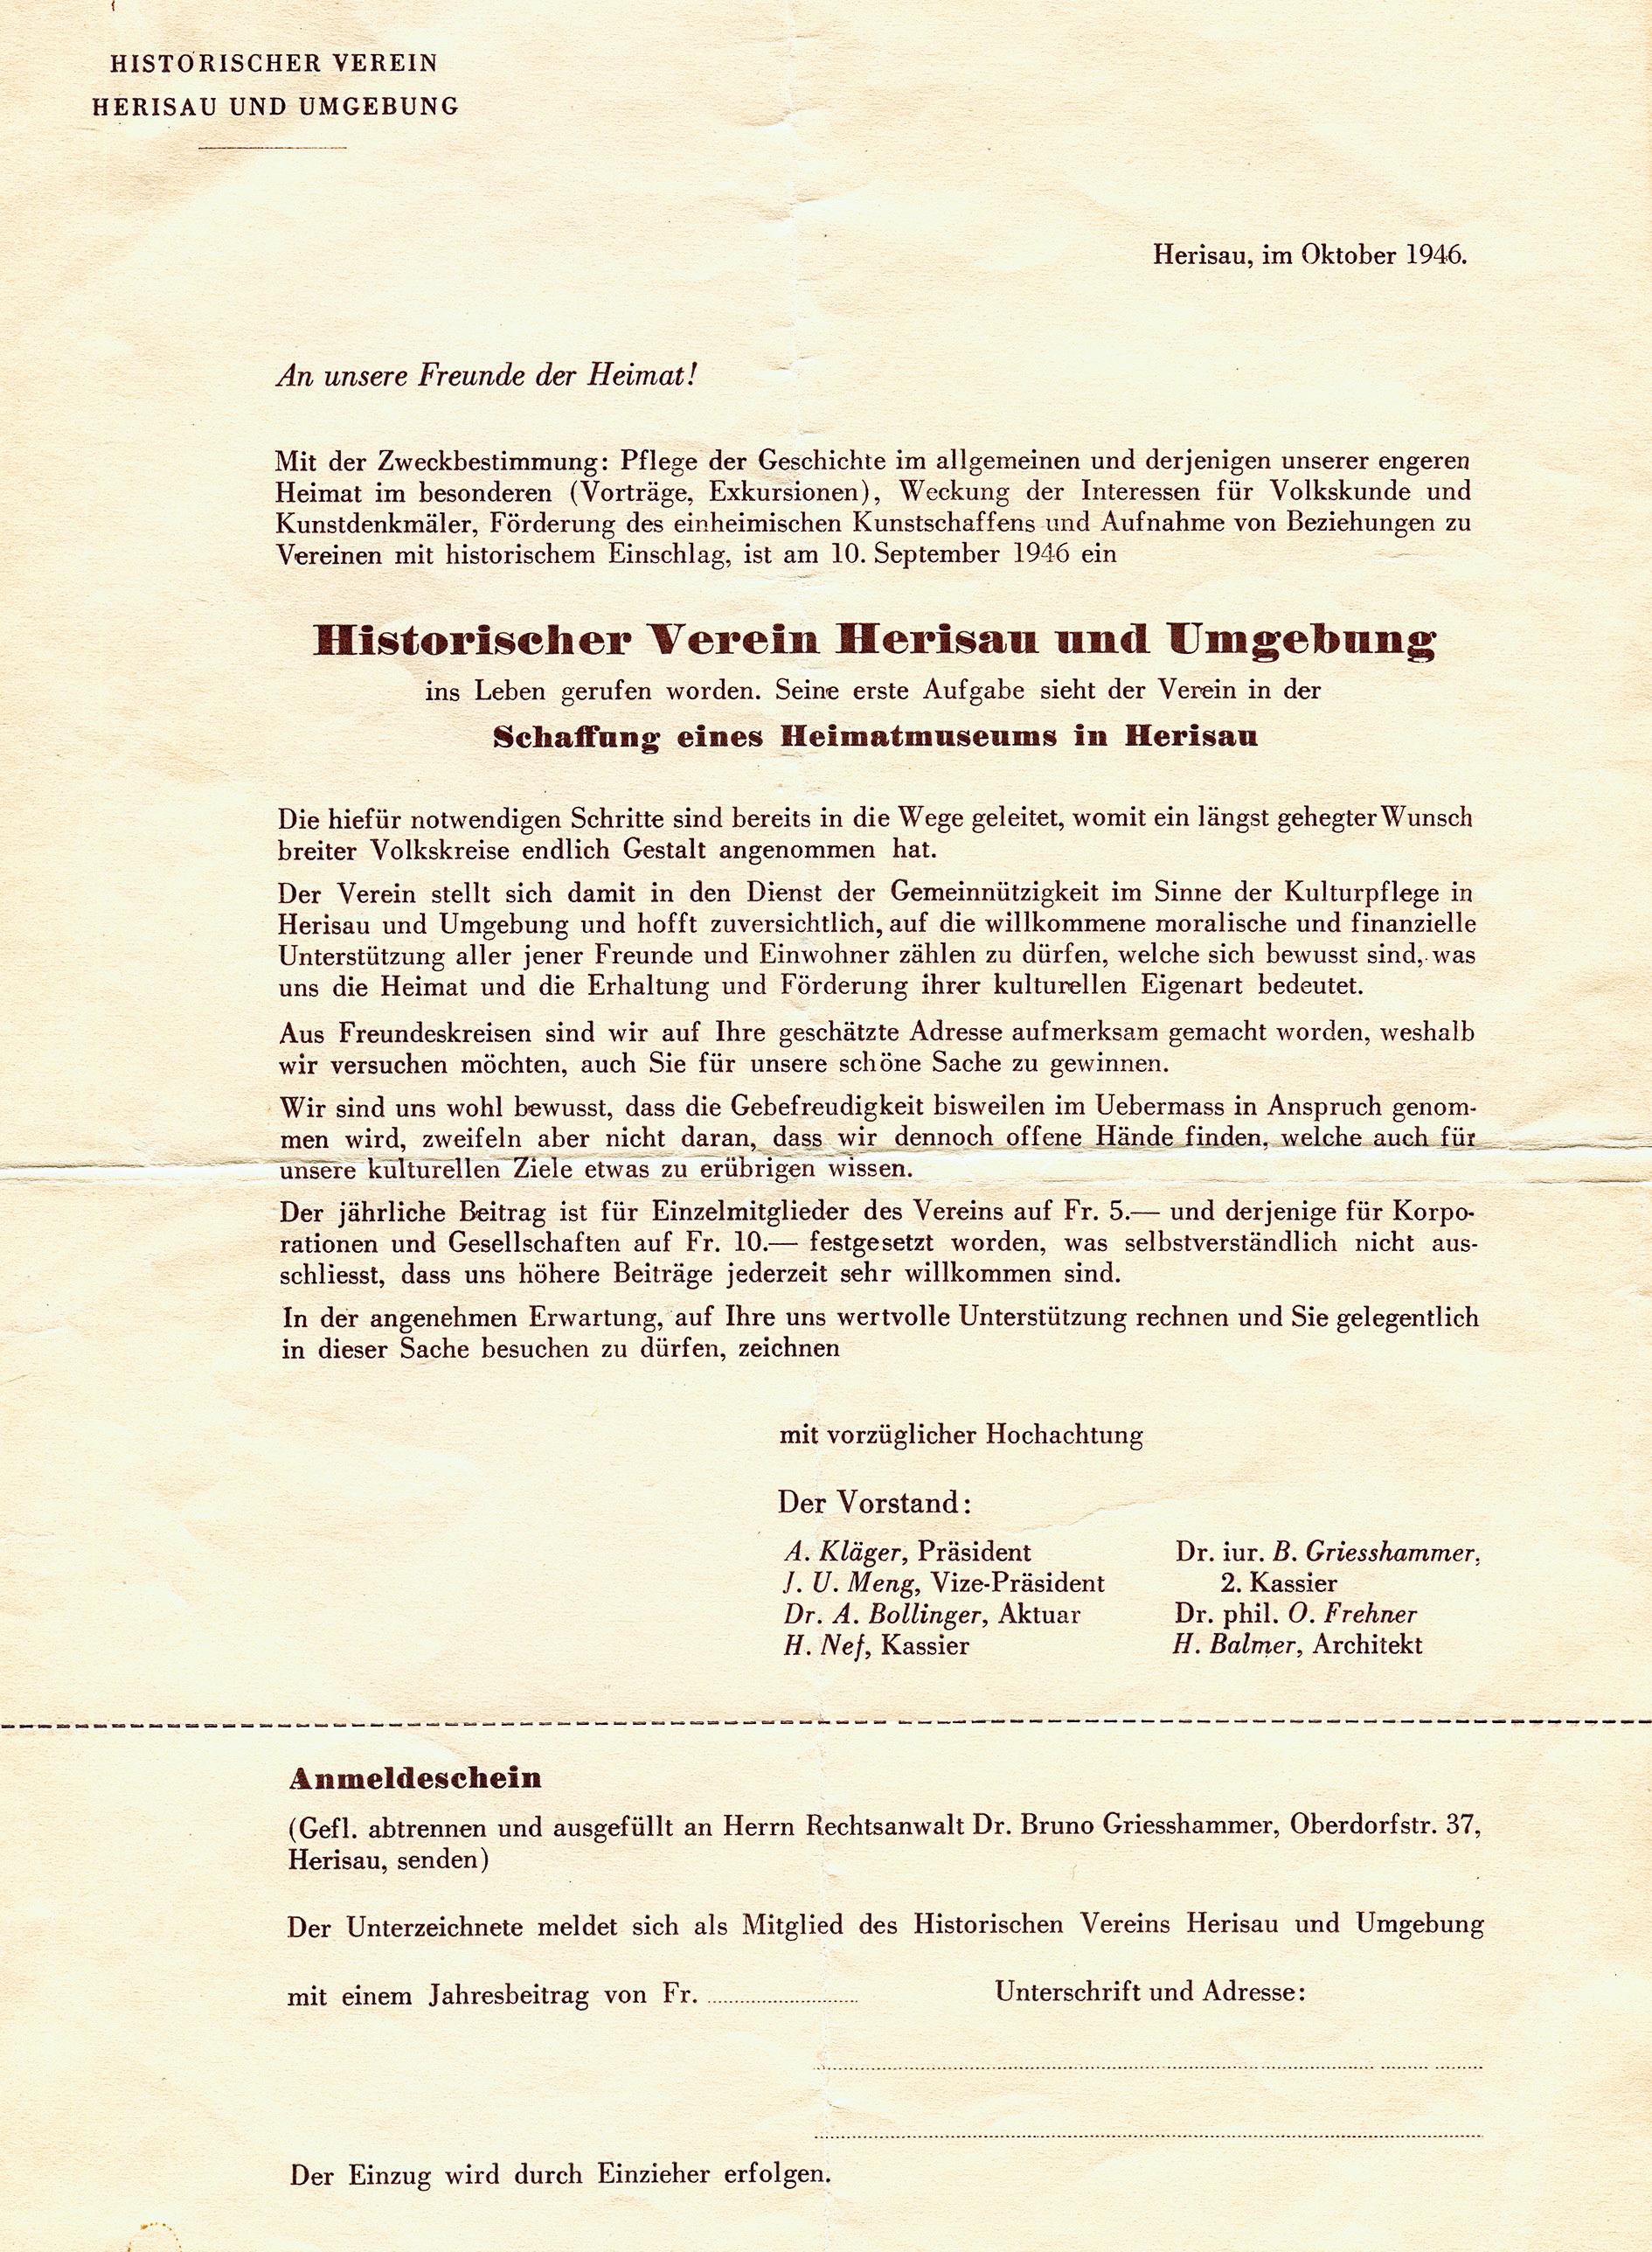 HISTORISCHER VEREIN
HERISAU UND UMGEBUNG
Herisau, im Oktober 1946.
An unsere Freunde der Heimat!
Mit der Zweckbestimmung: Pflege der Geschichte im allgemeinen und derjenigen unserer engeren
Heimat im besonderen (Vorträge, Exkursionen), Weckung der Interessen für Volkskunde und
Kunstdenkmäler, Förderung des einheimischen Kunstschaffens und Aufnahme von Beziehungen zu
Vereinen mit historischem Einschlag, ist am 10. September 1946 ein
Historischer Verein Herisau und Umgebung
ins Leben gerufen worden. Seine erste Aufgabe sieht der Verein in der
Schaffung eines Heimatmuseums in Herisau
Die hiefür notwendigen Schritte sind bereits in die Wege geleitet, womit ein längst gehegter Wunsch
breiter Volkskreise endlich Gestalt angenommen hat.
Der Verein stellt sich damit in den Dienst der Gemeinnützigkeit im Sinne der Kulturpflege in
Herisau und Umgebung und hofft zuversichtlich, auf die willkommene moralische und finanzielle
Unterstützung aller jener Freunde und Einwohner zählen zu dürfen, welche sich bewusst sind, was
uns die Heimat und die Erhaltung und Förderung ihrer kulturellen Eigenart bedeutet.
Aus Freundeskreisen sind wir auf Ihre geschätzte Adresse aufmerksam gemacht worden, weshalb
wir versuchen möchten, auch Sie für unsere schöne Sache zu gewinnen.
Wir sind uns wohl bewusst, dass die Gebefreudigkeit bisweilen im Uebermass in Anspruch genom-
men wird, zweifeln aber nicht daran, dass wir dennoch offene Hände finden, welche auch für
unsere kulturellen Ziele etwas zu erübrigen wissen.
Der jährliche Beitrag ist für Einzelmitglieder des Vereins auf Fr. 5.— und derjenige für Korpo-
rationen und Gesellschaften auf Fr. 10.— festgesetzt worden, was selbstverständlich nicht aus-
schliesst, dass uns höhere Beiträge jederzeit sehr willkommen sind.
In der angenehmen Erwartung, auf Ihre uns wertvolle Unterstützung rechnen und Sie gelegentlich
in dieser Sache besuchen zu dürfen, zeichnen
mit vorzüglicher Hochachtung
Der Vorstand:
A. Kläger, Präsident
J. U. Meng, Vize-Präsident
Dr. A. Bollinger, Aktuar
H. Nef, Kassier
Dr. iur. B. Griesshammer,
2. Kassier
Dr. phil. O. Frehner
H. Balmer, Architekt
Anmeldeschein
(Gefl. abtrennen und ausgefüllt an Herrn Rechtsanwalt Dr. Bruno Griesshammer, Oberdorfstr. 37,
Herisau, senden)
Der Unterzeichnete meldet sich als Mitglied des Historischen Vereins Herisau und Umgebung
mit einem Jahresbeitrag von Fr. ............... Unterschrift und Adresse:
Der Einzug wird durch Einzieher erfolgen.